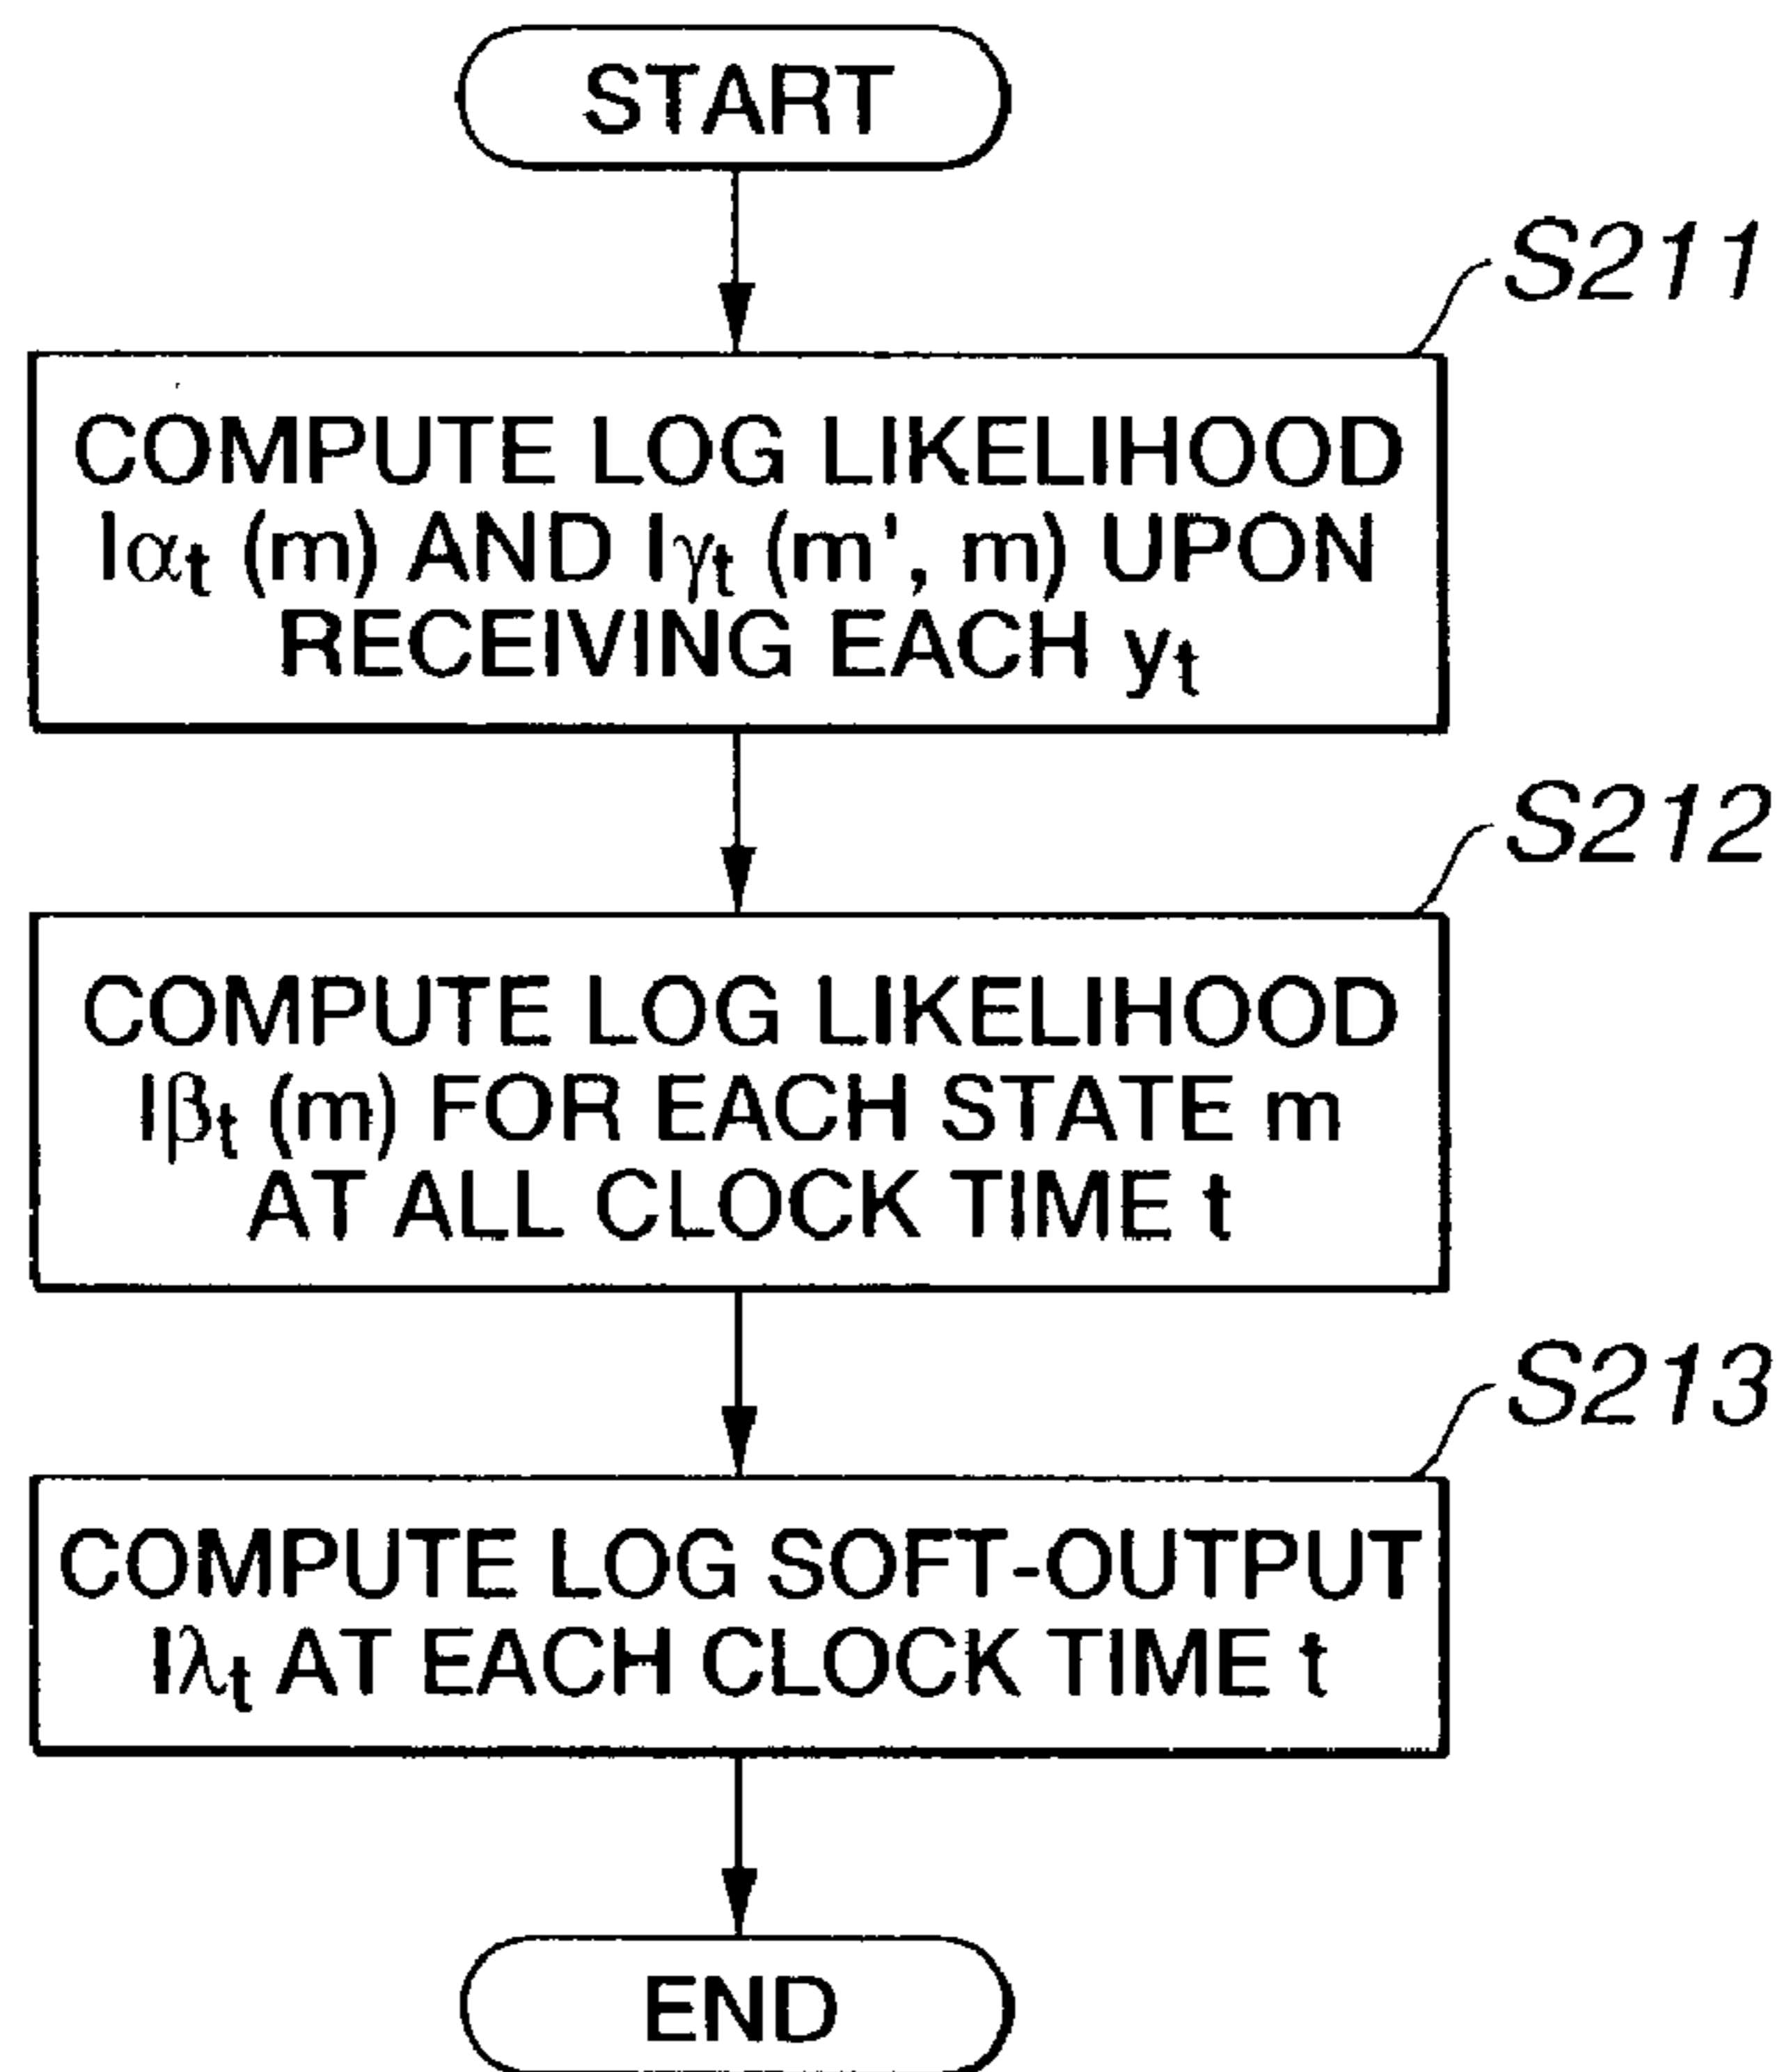 START
S211
COMPUTE LOG LIKELIHOOD
Iαt (m) AND Iγt (m', m) UPON
RECEIVING EACH yt
S212
COMPUTE LOG LIKELIHOOD
Iβt (m) FOR EACH STATE m
AT ALL CLOCK TIME t
S213
COMPUTE LOG SOFT-OUTPUT
Iλt AT EACH CLOCK TIME t
END